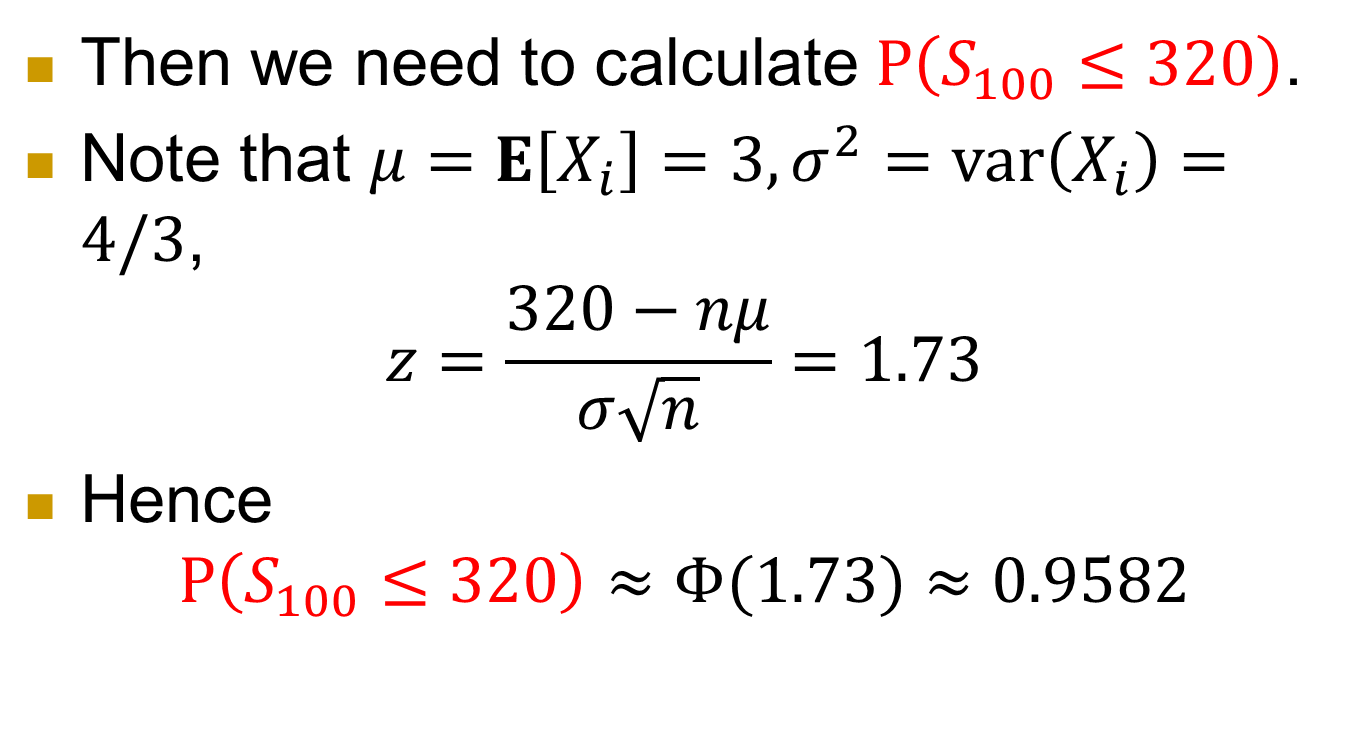 ■ Then we need to calculate P(S₁₀₀ ≤ 320).
■ Note that μ = E[Xᵢ] = 3, σ² = var(Xᵢ) =
4/3,
z = (320 − nμ)/(σ√n) = 1.73
■ Hence
P(S₁₀₀ ≤ 320) ≈ Φ(1.73) ≈ 0.9582